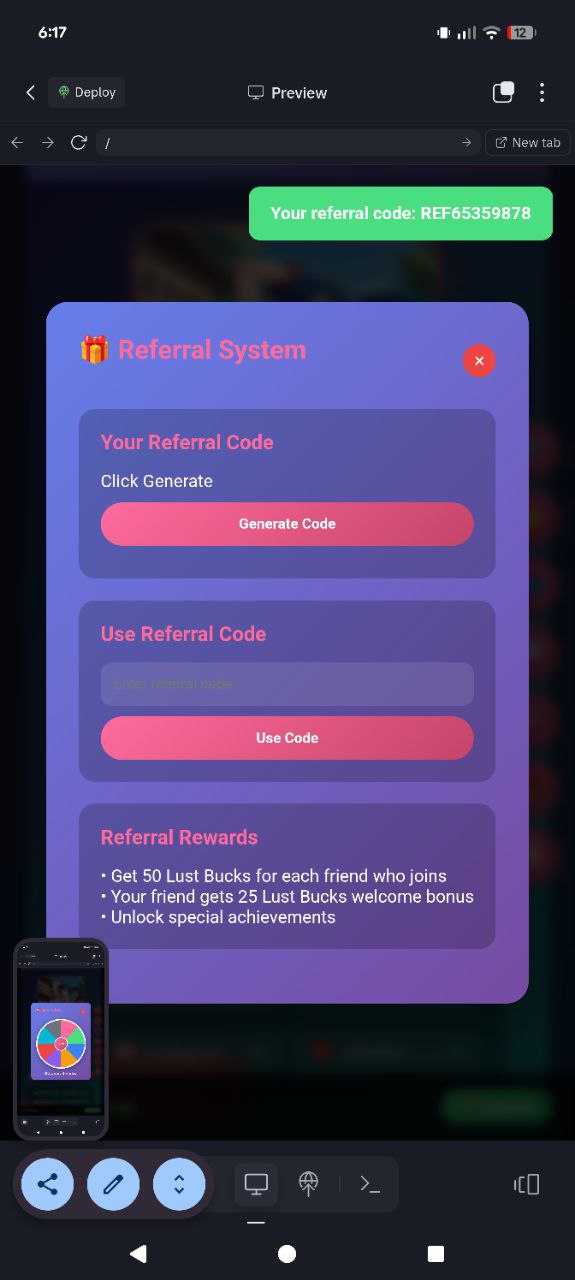 6:17
12
Deploy
Preview
/
New tab
Your referral code: REF65359878
🎁 Referral System
×
Your Referral Code
Click Generate
Generate Code
Use Referral Code
Enter referral code
Use Code
Referral Rewards
• Get 50 Lust Bucks for each friend who joins
• Your friend gets 25 Lust Bucks welcome bonus
• Unlock special achievements